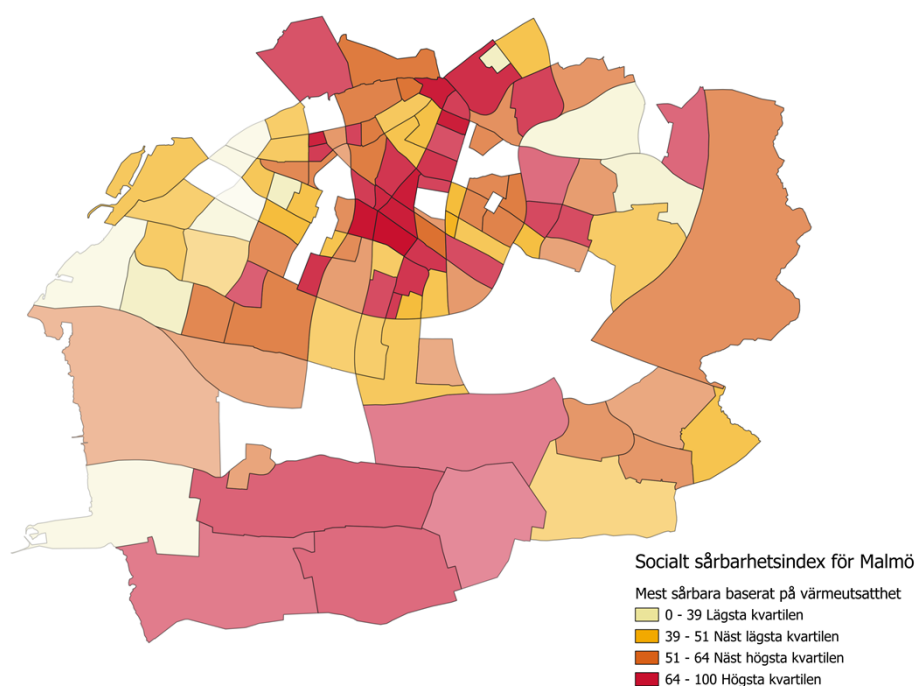 Socialt sårbarhetsindex för Malmö
Mest sårbara baserat på värmeutsatthet
0 - 39 Lägsta kvartilen
39 - 51 Näst lägsta kvartilen
51 - 64 Näst högsta kvartilen
64 - 100 Högsta kvartilen